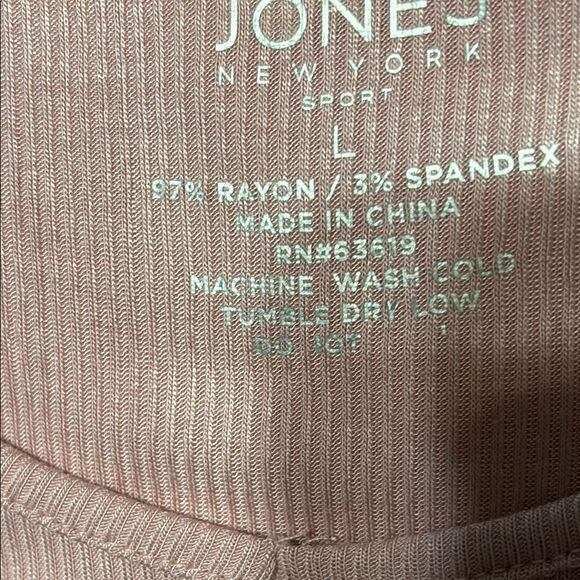 JONES
NEW YORK
SPORT
L
97% RAYON / 3% SPANDEX
MADE IN CHINA
RN#63619
MACHINE WASH COLD
TUMBLE DRY LOW
DO